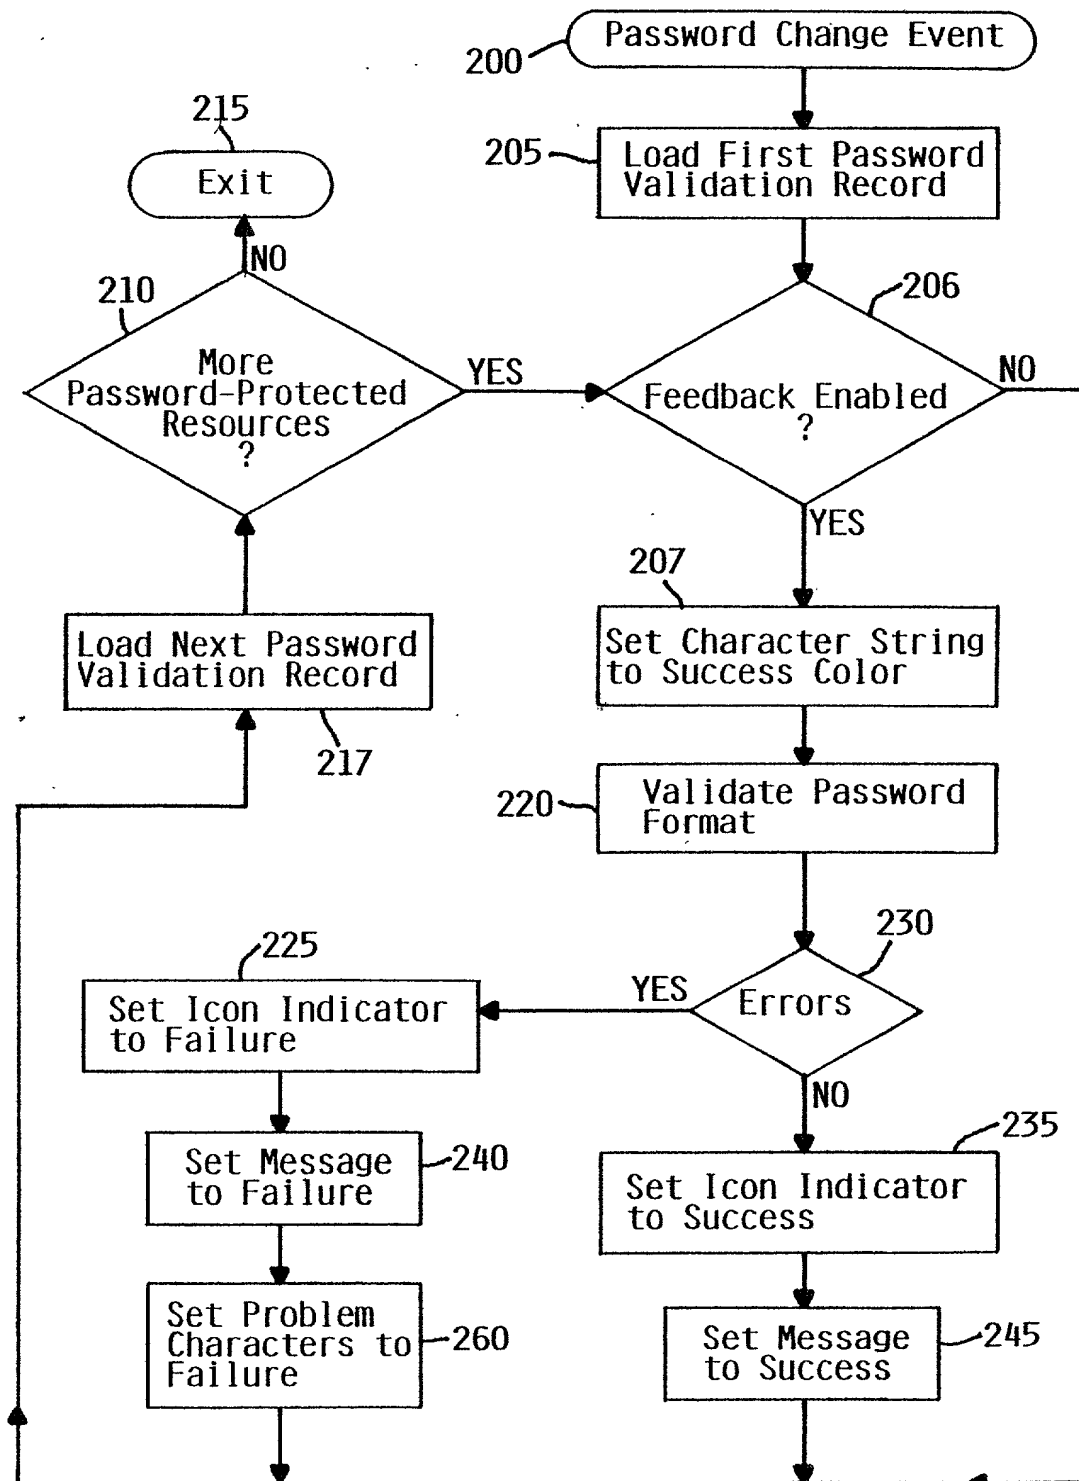 Password Change Event
200
215
205
Load First Password
Validation Record
Exit
NO
210
206
More
Password-Protected
Resources
?
YES
Feedback Enabled
?
NO
YES
207
Load Next Password
Validation Record
Set Character String
to Success Color
217
220
Validate Password
Format
225
230
Set Icon Indicator
to Failure
YES
Errors
NO
235
Set Message
to Failure
240
Set Icon Indicator
to Success
Set Problem
Characters to
Failure
260
Set Message
to Success
245